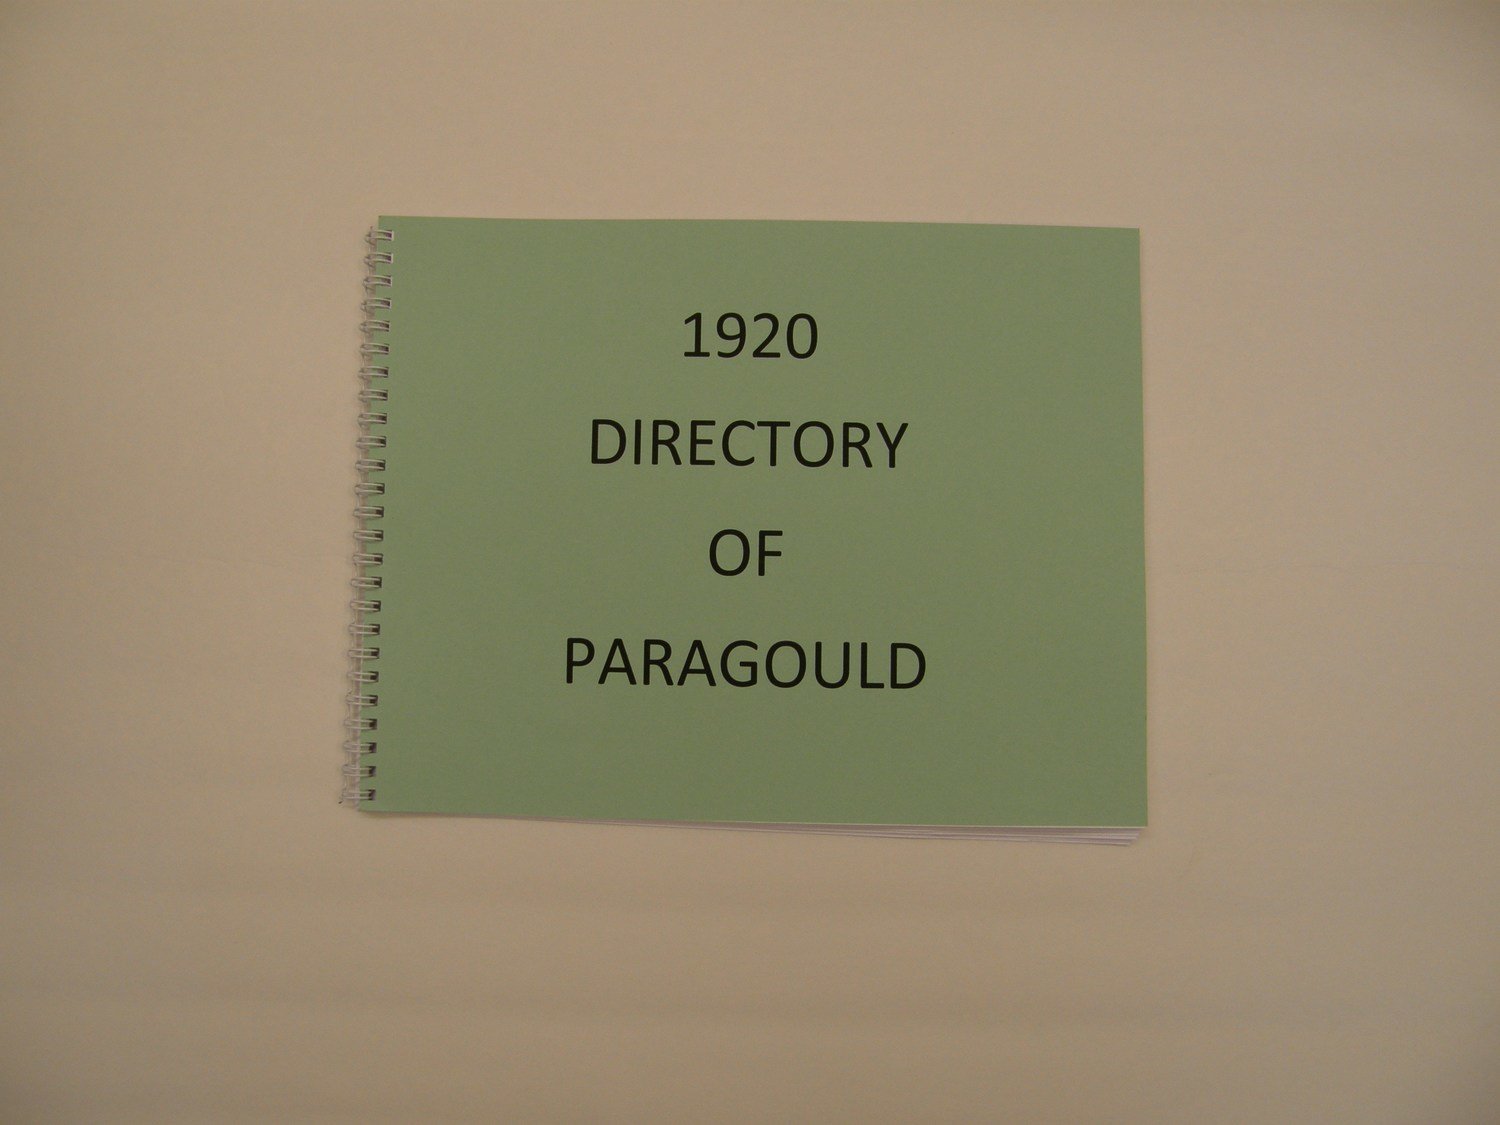 1920
DIRECTORY
OF
PARAGOULD